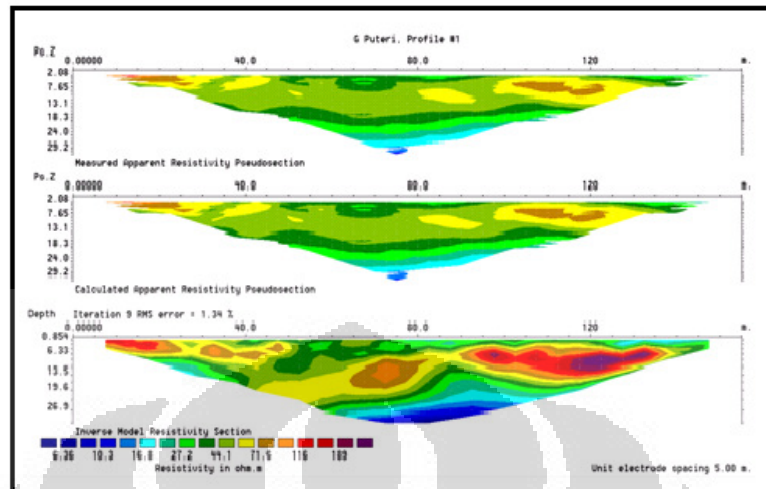 G Puteri, Profile #1
Ps.Z 0.00000 40.0 80.0 120 m.
2.08
7.65
13.1
18.3
24.0
29.2
Measured Apparent Resistivity Pseudosection
Ps.Z 0.00000 40.0 80.0 120 m.
2.08
7.65
13.1
18.3
24.0
29.2
Calculated Apparent Resistivity Pseudosection
Depth Iteration 9 RMS error = 1.34 %
0.00000 40.0 80.0 120 m.
0.854
6.33
19.6
26.9
Inverse Model Resistivity Section
10.3 16.8 27.2 44.1 71.5 116
Resistivity in ohm.m
Unit electrode spacing 5.00 m.